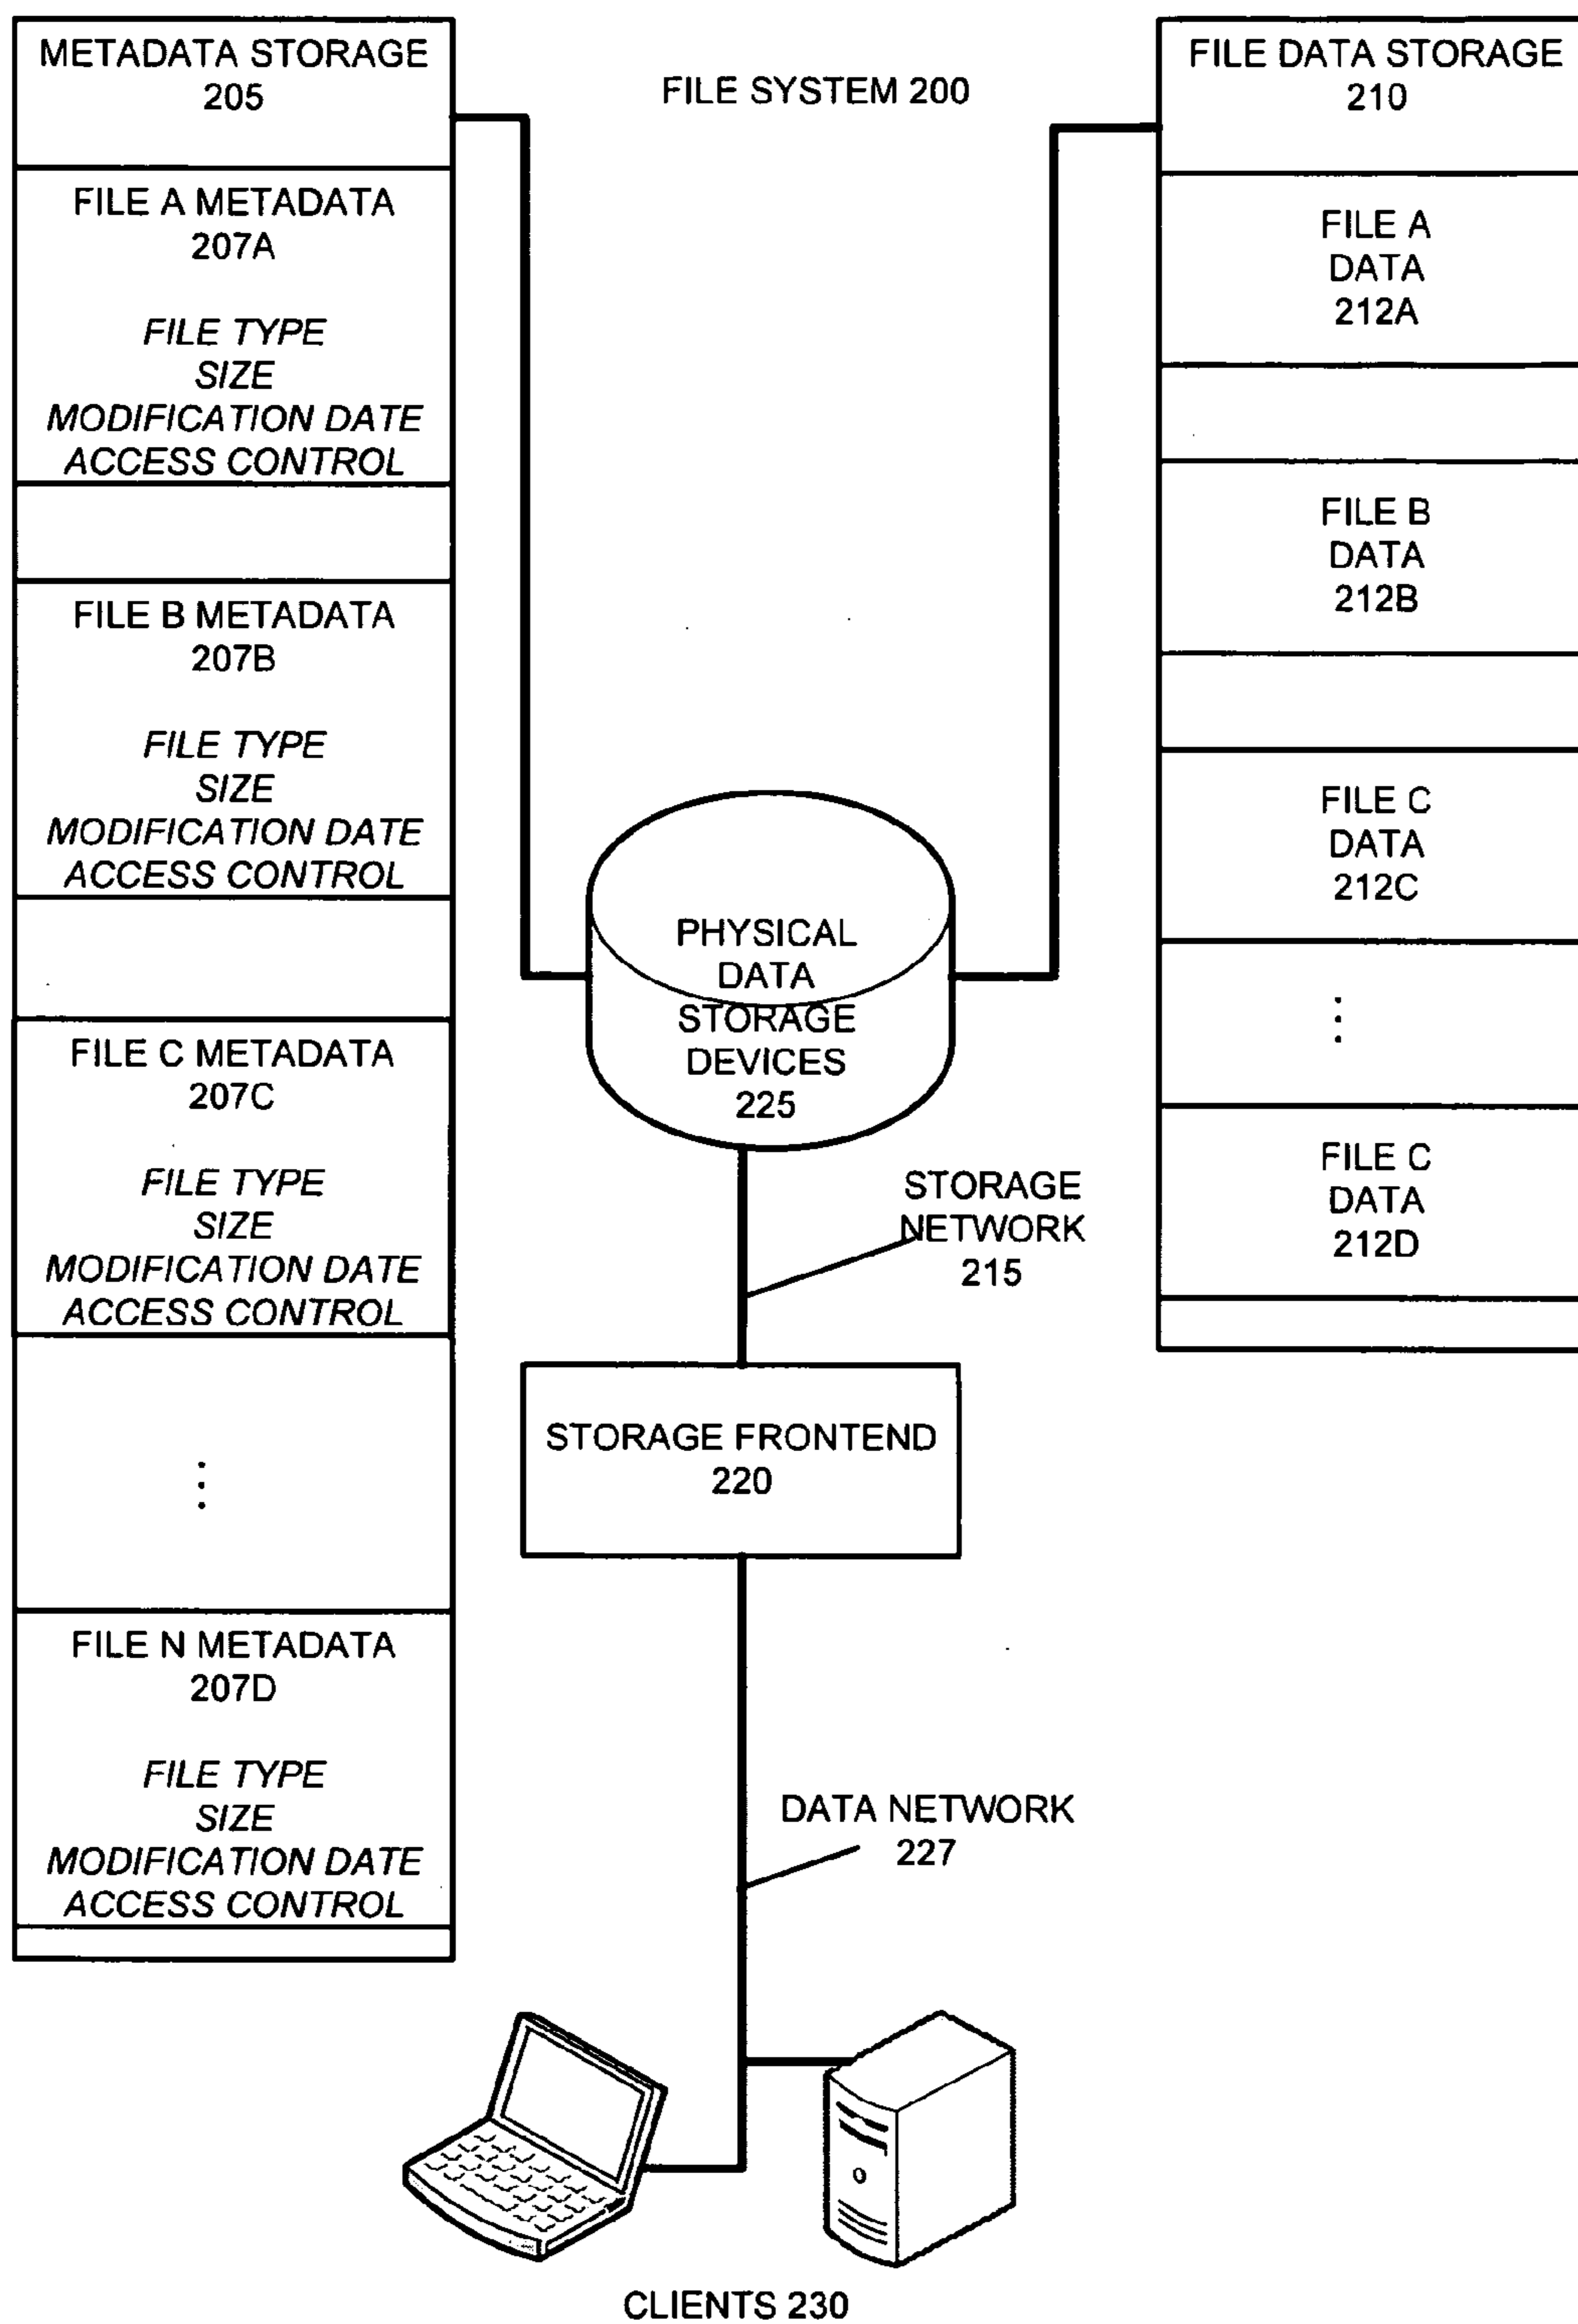 METADATA STORAGE
205
FILE A METADATA
207A
FILE TYPE
SIZE
MODIFICATION DATE
ACCESS CONTROL
FILE B METADATA
207B
FILE TYPE
SIZE
MODIFICATION DATE
ACCESS CONTROL
FILE C METADATA
207C
FILE TYPE
SIZE
MODIFICATION DATE
ACCESS CONTROL
⋮
FILE N METADATA
207D
FILE TYPE
SIZE
MODIFICATION DATE
ACCESS CONTROL
FILE SYSTEM 200
PHYSICAL
DATA
STORAGE
DEVICES
225
STORAGE
NETWORK
215
STORAGE FRONTEND
220
DATA NETWORK
227
CLIENTS 230
FILE DATA STORAGE
210
FILE A
DATA
212A
FILE B
DATA
212B
FILE C
DATA
212C
⋮
FILE C
DATA
212D